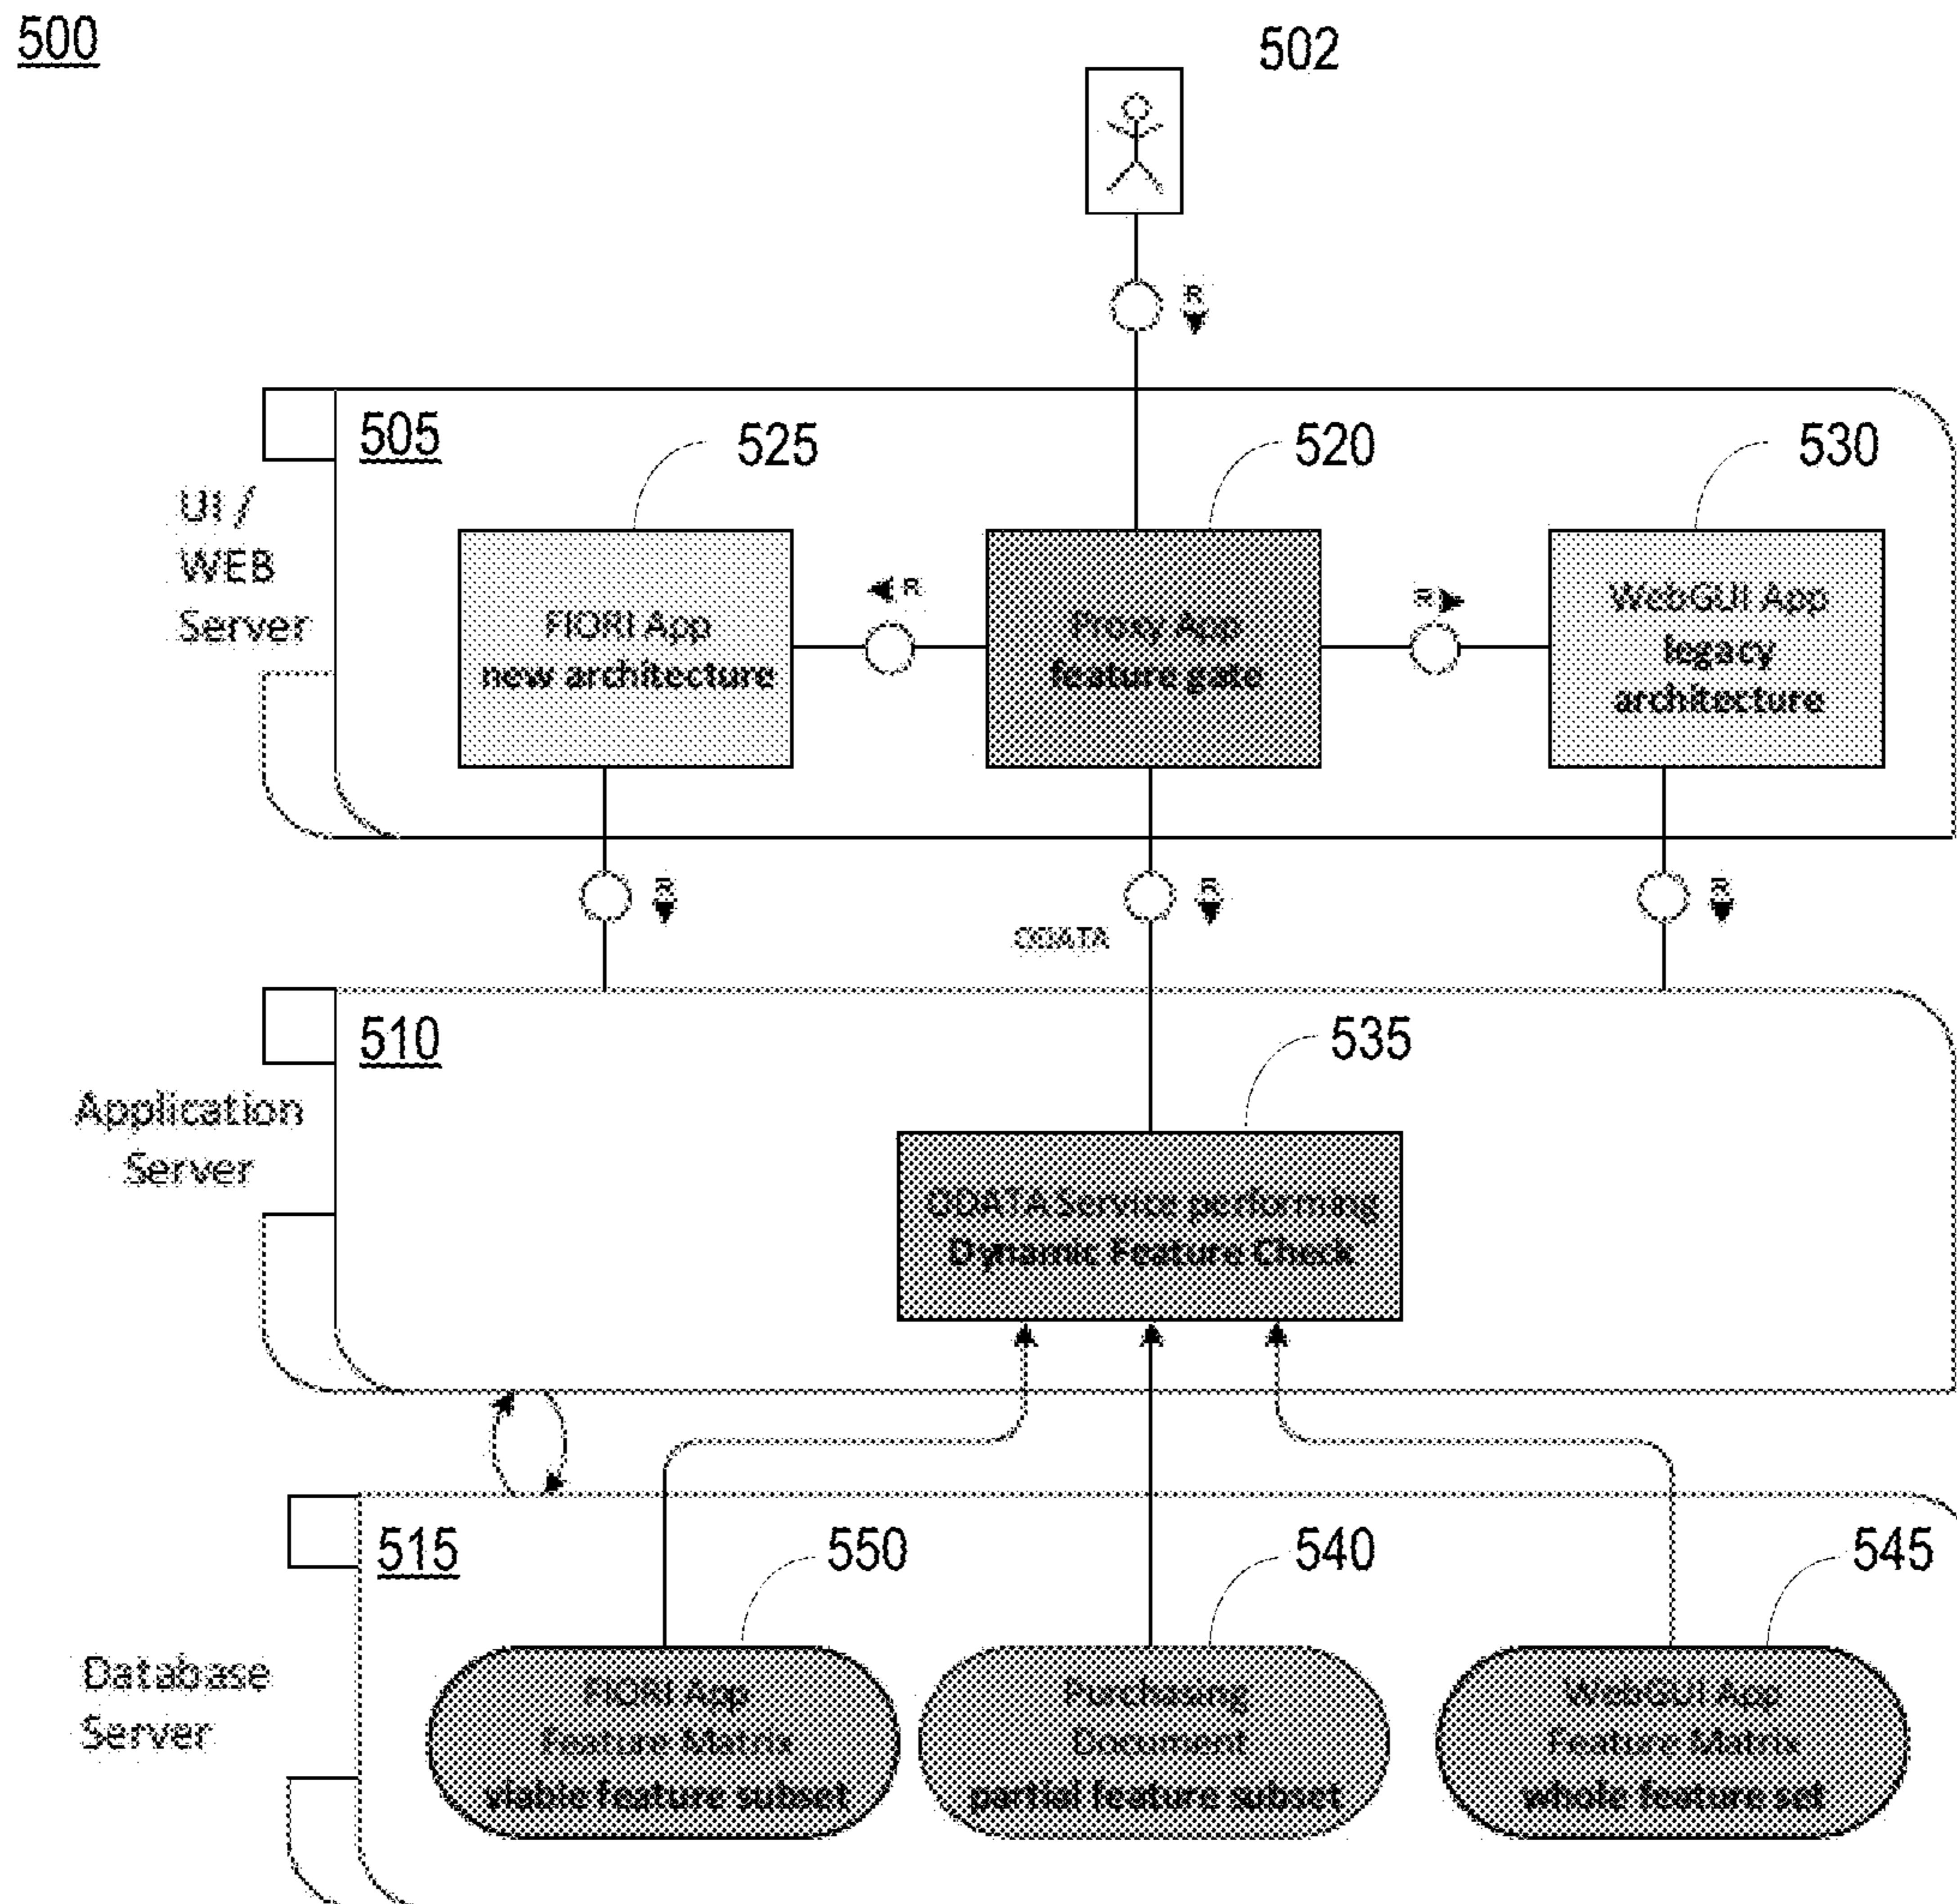 500
502
R
505
525
520
530
UI /
WEB
Server
FIORI App
new architecture
R
Proxy App
feature gate
R
WebGUI App
legacy
architecture
R
R
R
ODATA
510
535
Application
Server
ODATA Service performing
Dynamic Feature Check
515
550
540
545
Database
Server
FIORI App
Feature Matrix
viable feature subset
Purchasing
Document
partial feature subset
WebGUI App
Feature Matrix
whole feature set